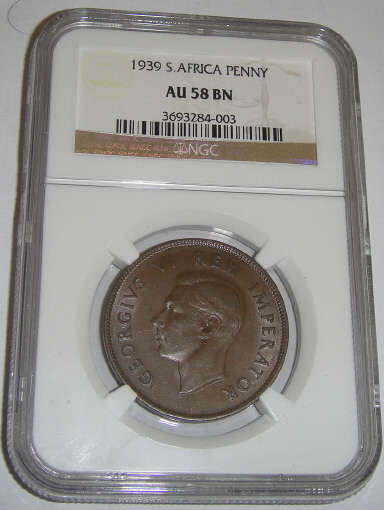 1939 S.AFRICA PENNY
AU 58 BN
3693284-003
NGC
GEORGIVS VI REX IMPERATOR